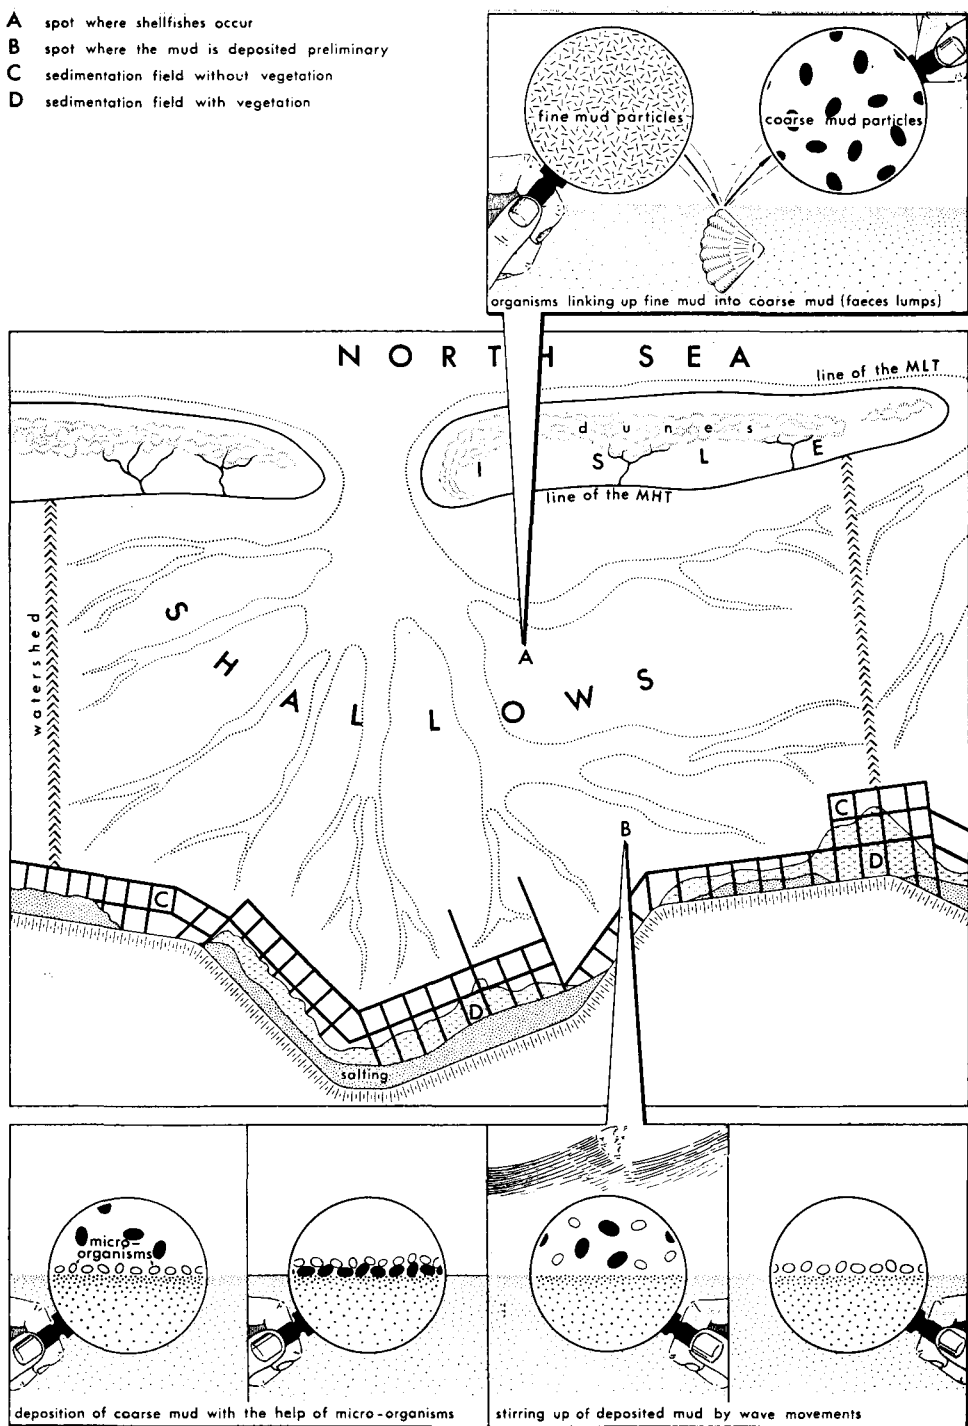 A spot where shellfishes occur
B spot where the mud is deposited preliminary
C sedimentation field without vegetation
D sedimentation field with vegetation
fine mud particles
coarse mud particles
organisms linking up fine mud into coarse mud (faeces lumps)
NORTH SEA
line of the MLT
dunes
ISLE
line of the MHT
watershed
SHALLOWS
A
B
C
D
C
D
salting
micro-
organisms
deposition of coarse mud with the help of micro-organisms
stirring up of deposited mud by wave movements